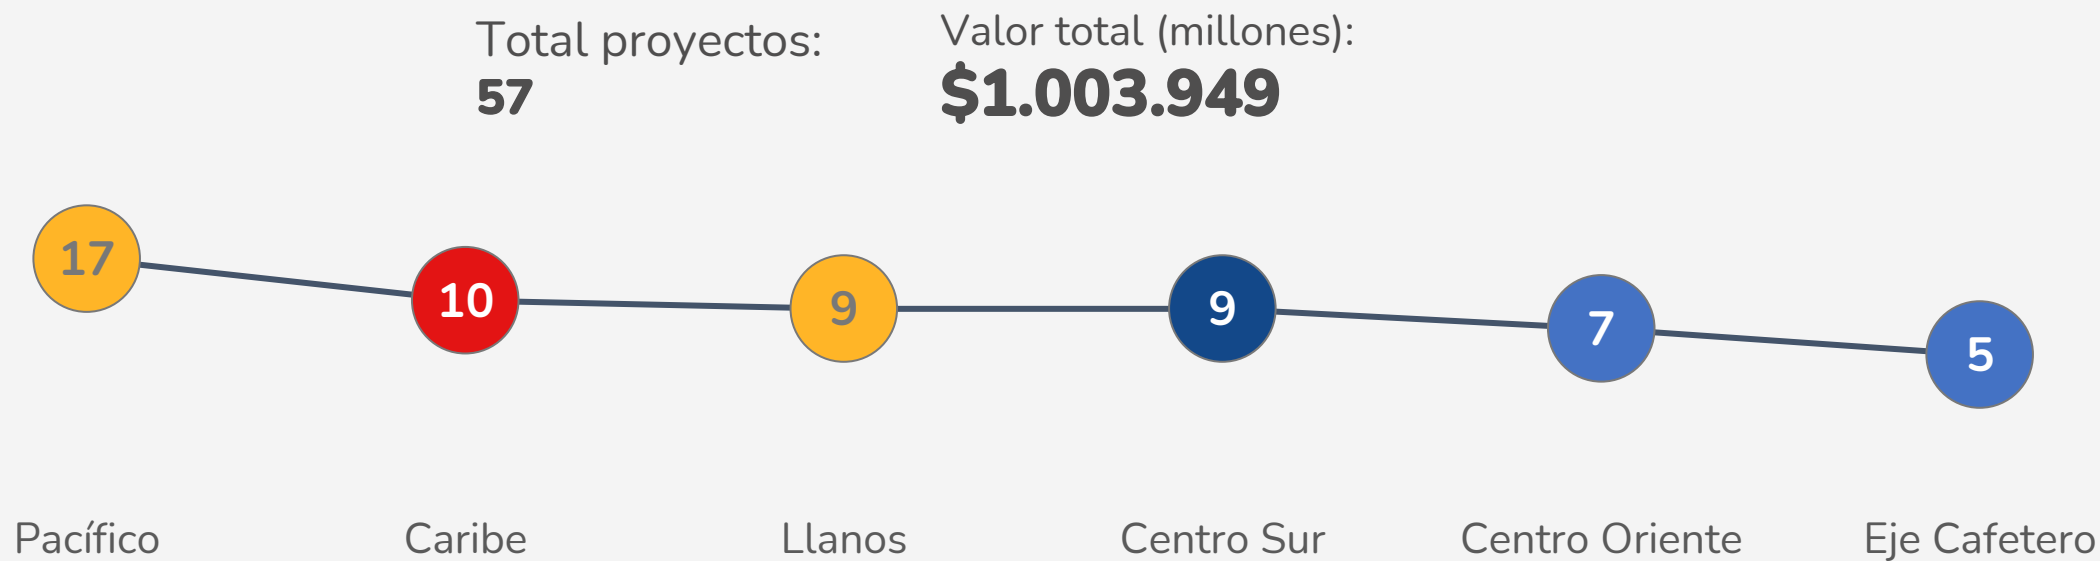 Total proyectos:
57
Valor total (millones):
$1.003.949
17
10
9
9
7
5
Pacífico
Caribe
Llanos
Centro Sur
Centro Oriente
Eje Cafetero